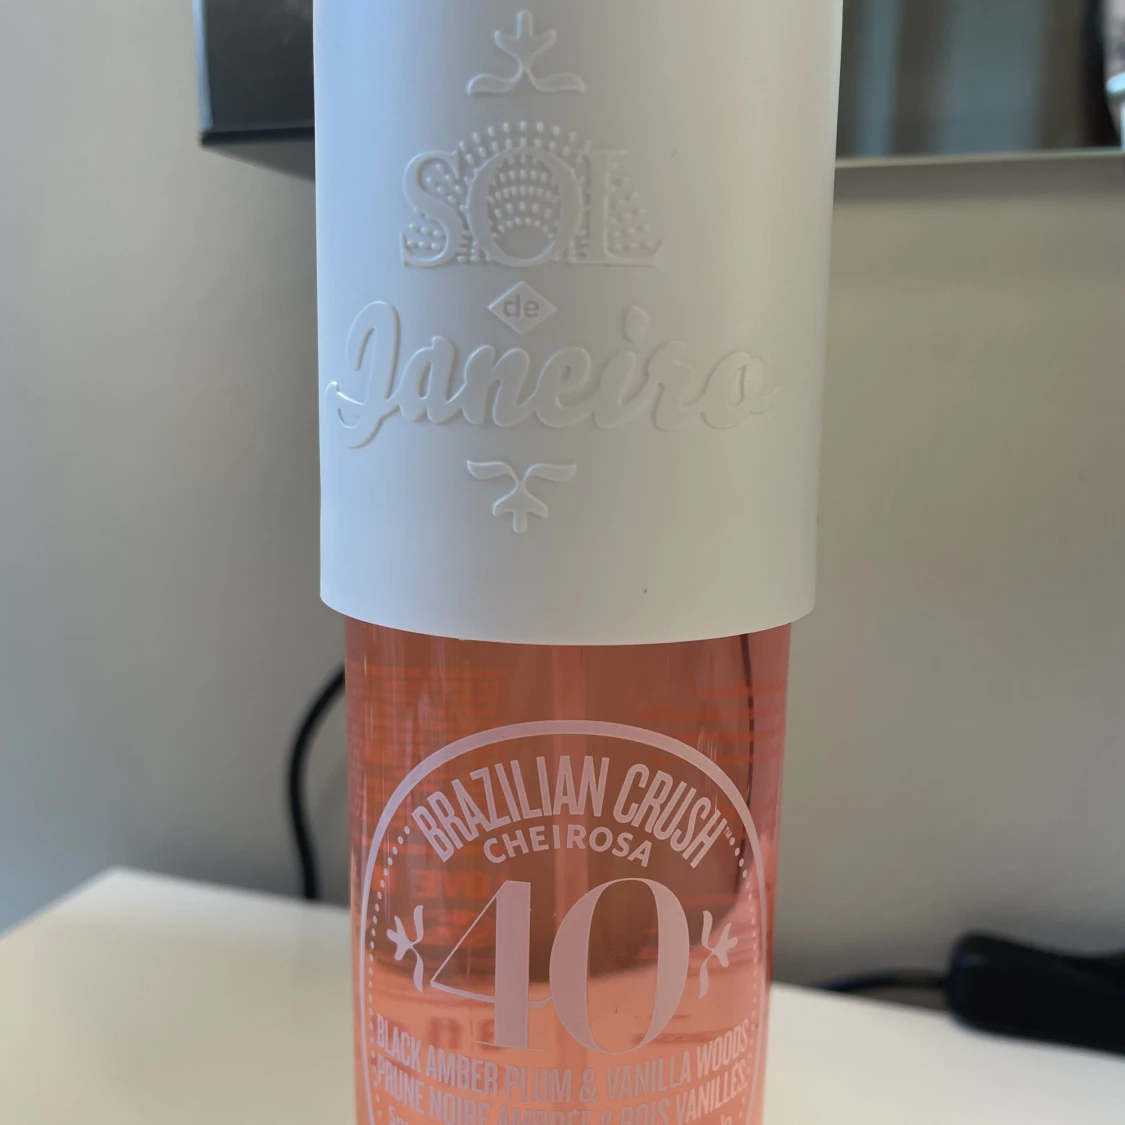 SOL
de
Janeiro
BRAZILIAN CRUSH™
CHEIROSA
40
BLACK AMBER PLUM & VANILLA WOODS
PRUNE NOIRE AMBRÉE & BOIS VANILLÉS